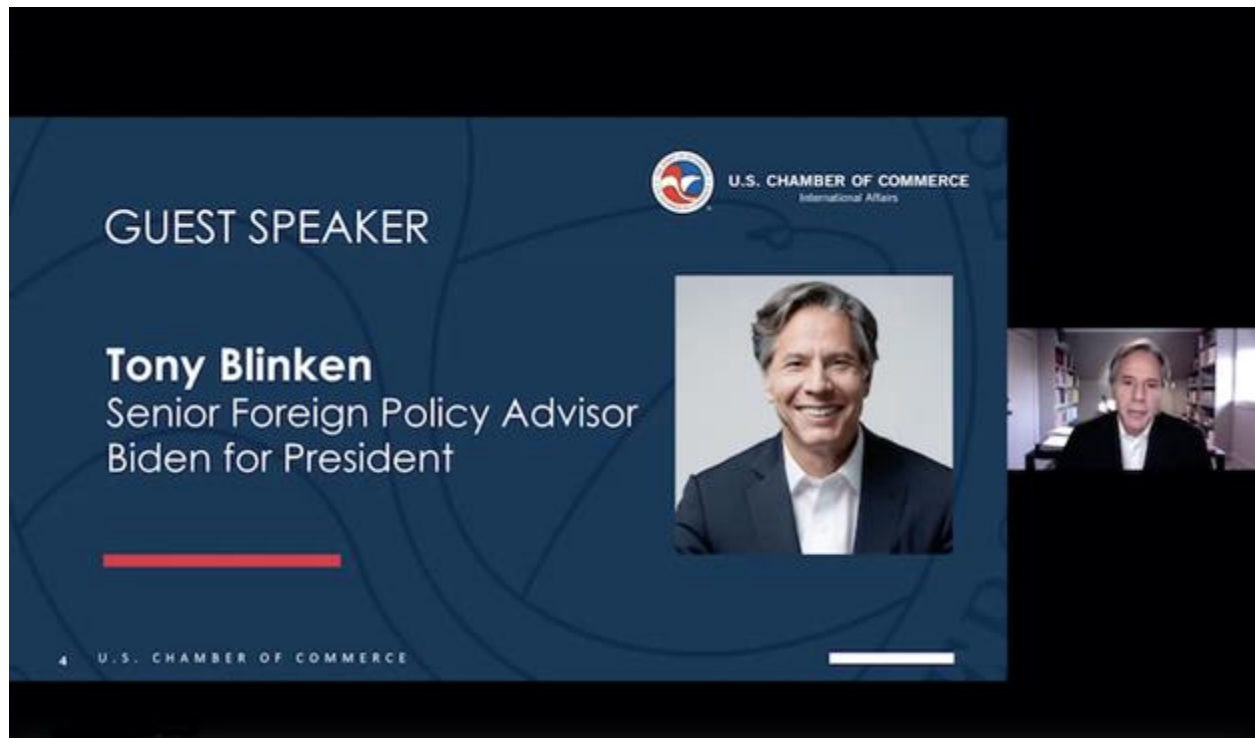 U.S. CHAMBER OF COMMERCE
International Affairs
GUEST SPEAKER
Tony Blinken
Senior Foreign Policy Advisor
Biden for President
4 U.S. CHAMBER OF COMMERCE